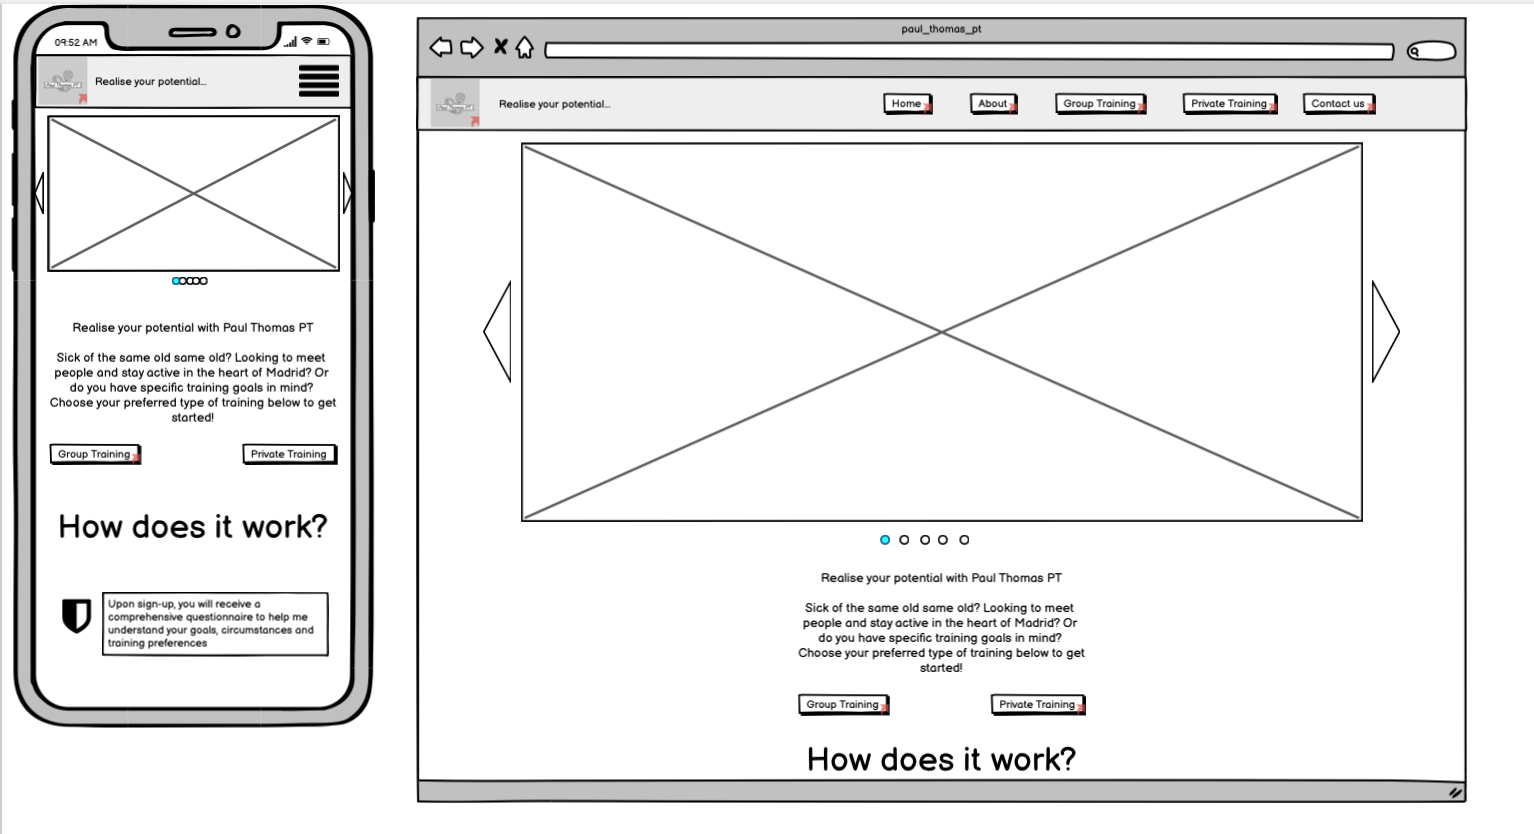 09:52 AM
Realise your potential...
Realise your potential with Paul Thomas PT
Sick of the same old same old? Looking to meet
people and stay active in the heart of Madrid? Or
do you have specific training goals in mind?
Choose your preferred type of training below to get
started!
Group Training
Private Training
How does it work?
Upon sign-up, you will receive a
comprehensive questionnaire to help me
understand your goals, circumstances and
training preferences
paul_thomas_pt
Realise your potential...
Home
About
Group Training
Private Training
Contact us
Realise your potential with Paul Thomas PT
Sick of the same old same old? Looking to meet
people and stay active in the heart of Madrid? Or
do you have specific training goals in mind?
Choose your preferred type of training below to get
started!
Group Training
Private Training
How does it work?